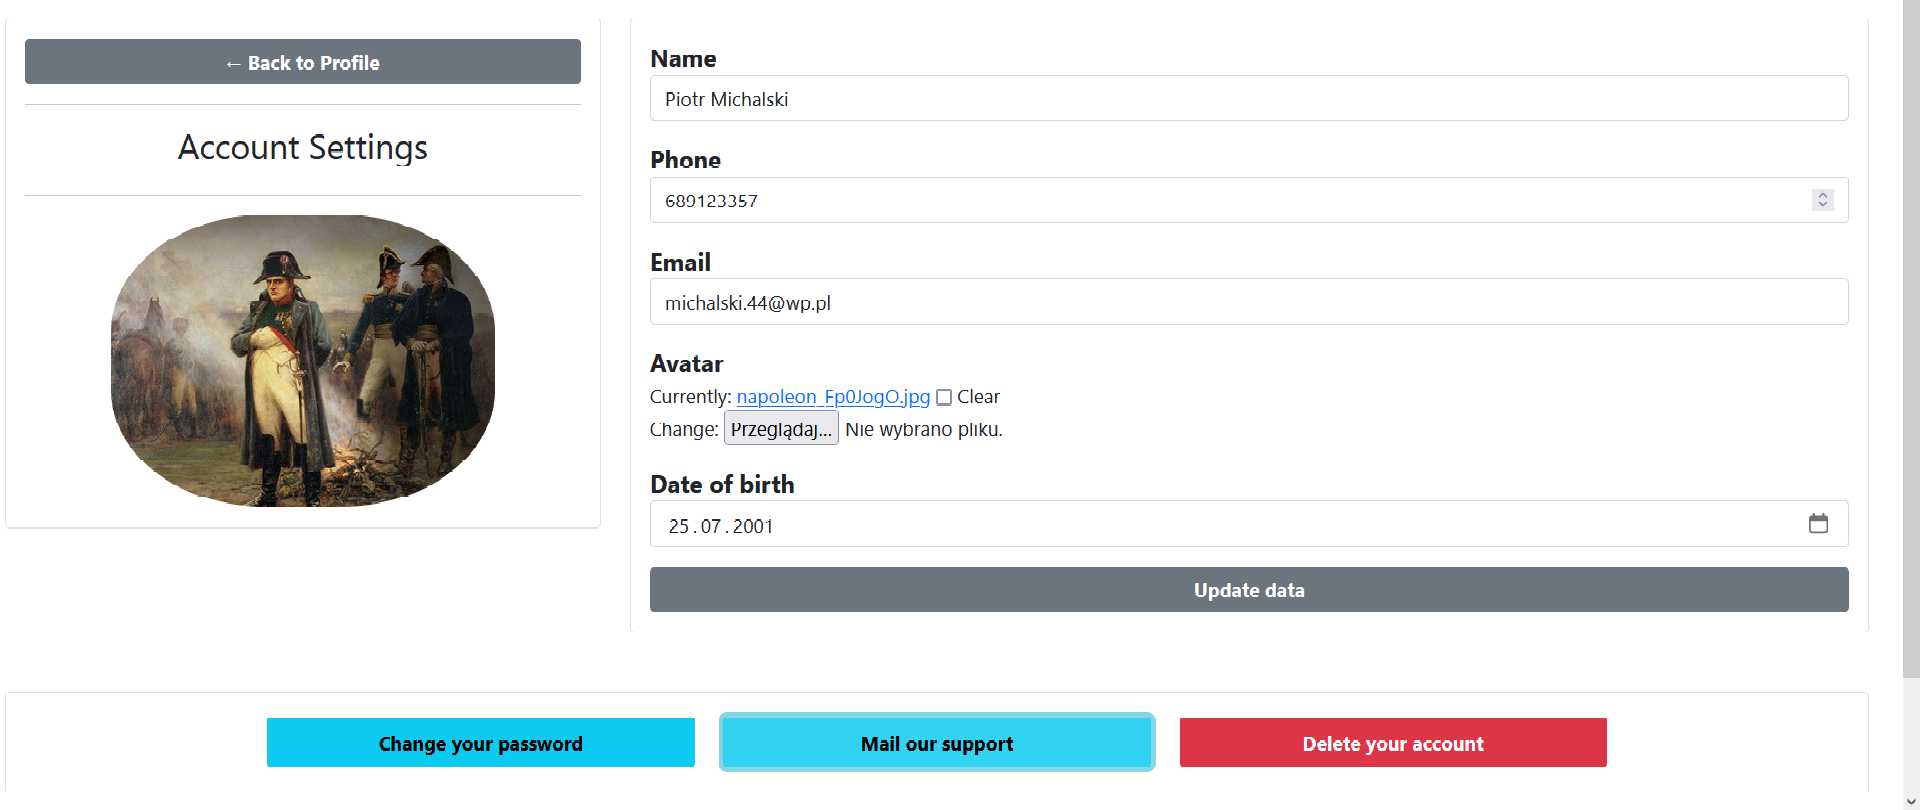 ← Back to Profile
Account Settings
Name
Piotr Michalski
Phone
689123357
Email
michalski.44@wp.pl
Avatar
Currently: napoleon_Fp0JogO.jpg Clear
Change: Przeglądaj... Nie wybrano pliku.
Date of birth
25.07.2001
Update data
Change your password
Mail our support
Delete your account